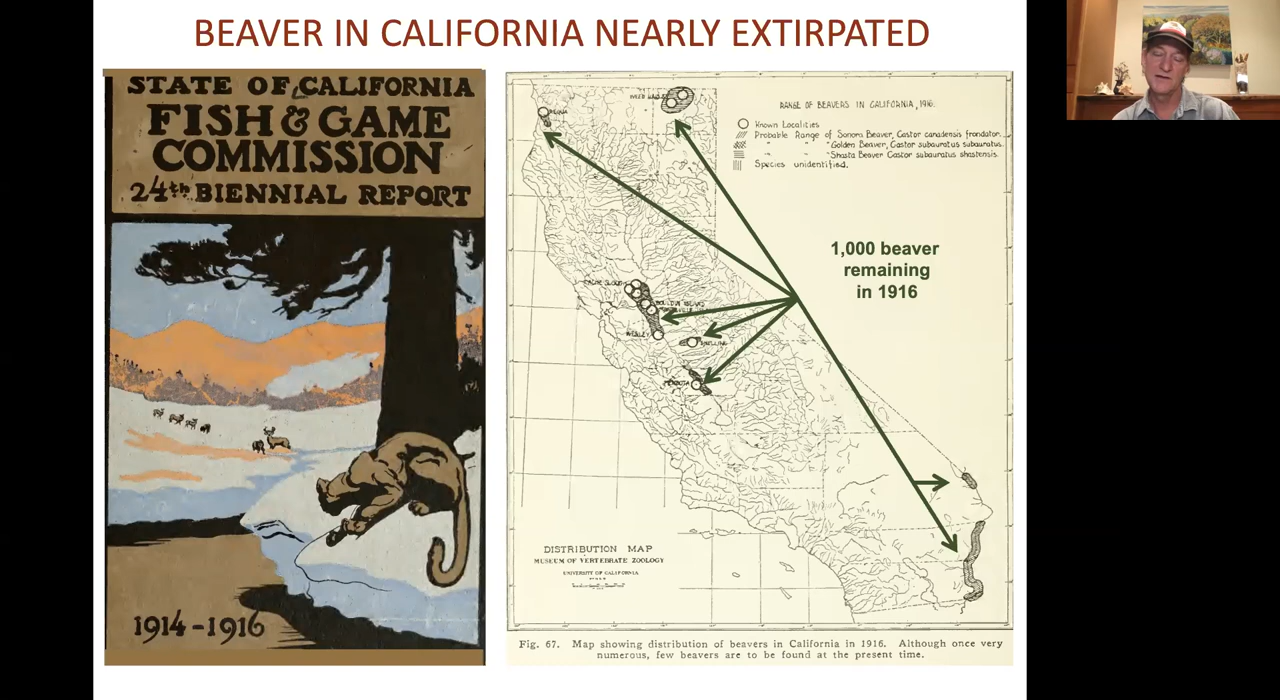 BEAVER IN CALIFORNIA NEARLY EXTIRPATED
STATE OF CALIFORNIA
FISH & GAME
COMMISSION
24th BIENNIAL REPORT
1914-1916
RANGE OF BEAVERS IN CALIFORNIA, 1916.
Known Localities
Probable Range of Sonora Beaver, Castor canadensis frondator.
" " " Golden Beaver, Castor subauratus subauratus.
" " " Shasta Beaver Castor subauratus shastensis.
Species unidentified.
1,000 beaver
remaining
in 1916
SNELLING
MENDOTA
DISTRIBUTION MAP
MUSEUM OF VERTEBRATE ZOOLOGY
UNIVERSITY OF CALIFORNIA
Fig. 67. Map showing distribution of beavers in California in 1916. Although once very
numerous, few beavers are to be found at the present time.